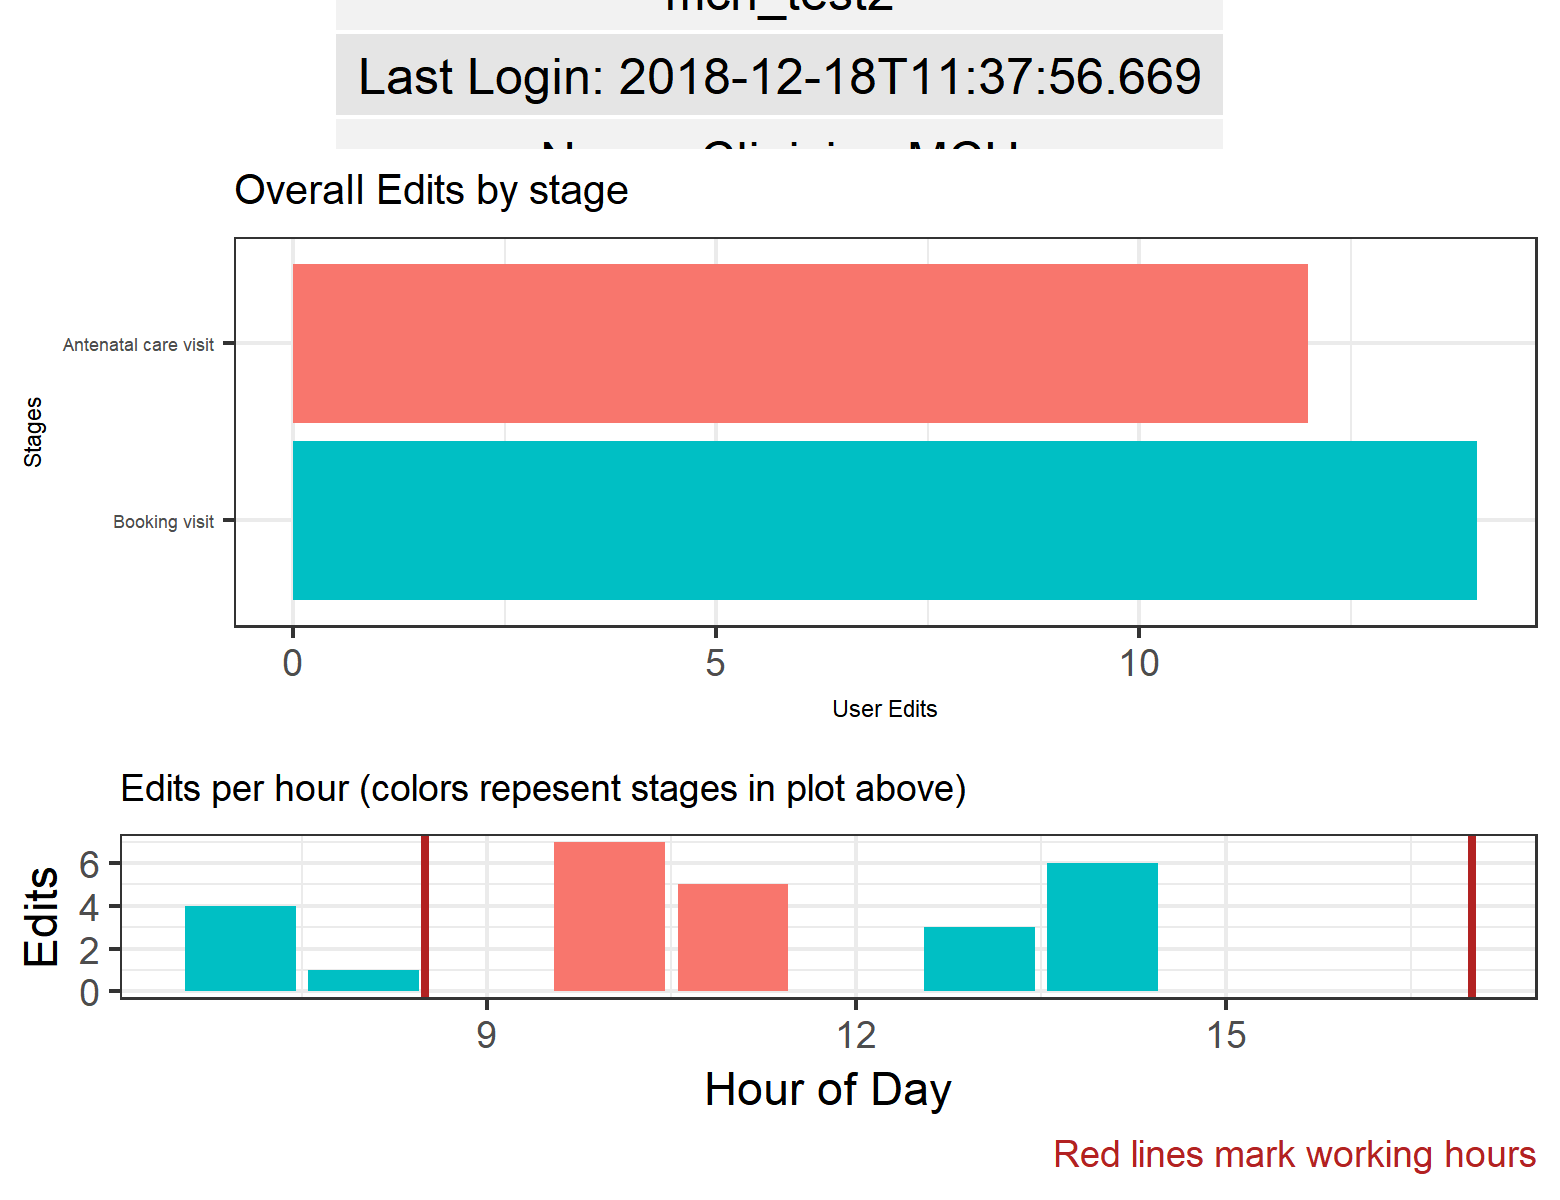 mch_test2
Last Login: 2018-12-18T11:37:56.669
Overall Edits by stage
Antenatal care visit
Booking visit
Stages
0 5 10
User Edits
Edits per hour (colors repesent stages in plot above)
6
4
2
0
Edits
9 12 15
Hour of Day
Red lines mark working hours